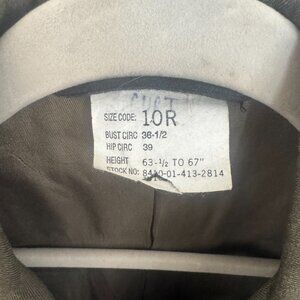 SIZE CODE: 10R
BUST CIRC 36-1/2
HIP CIRC 39
HEIGHT 63-1/2 TO 67"
STOCK NO: 8410-01-413-2814